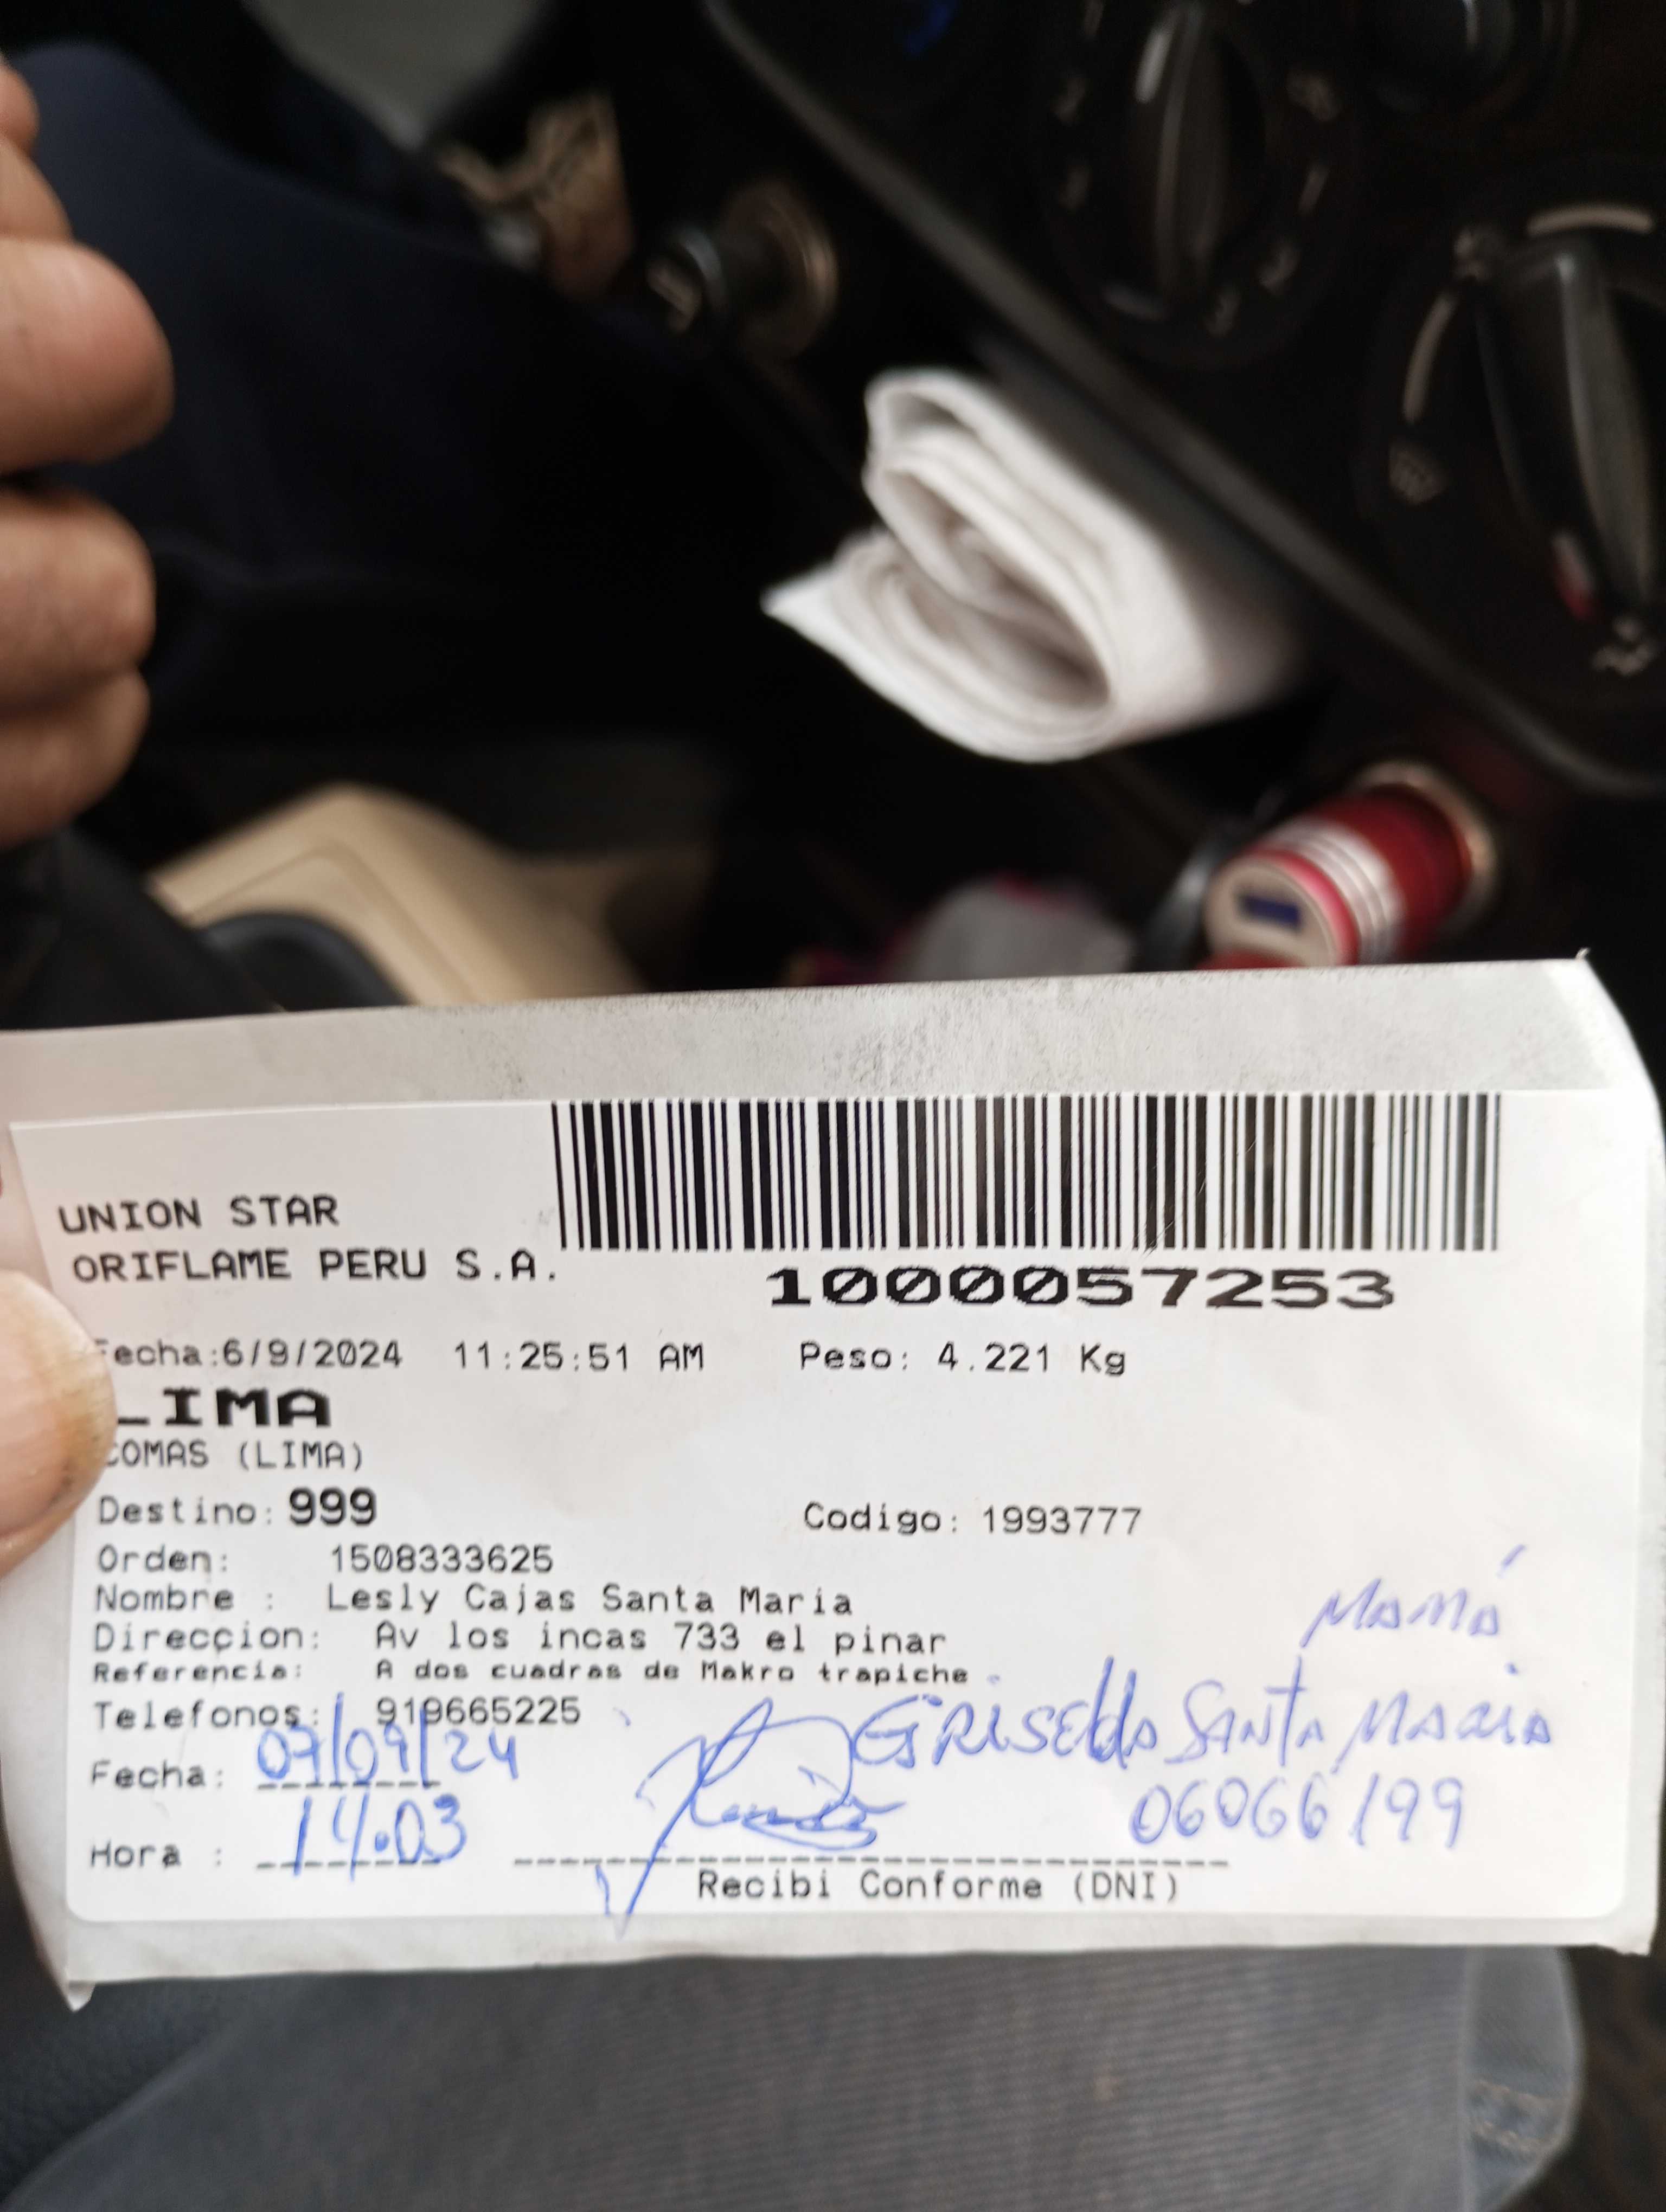 UNION STAR
ORIFLAME PERU S.A.
1000057253
Fecha:6/9/2024 11:25:51 AM Peso: 4.221 Kg
LIMA
COMAS (LIMA)
Destino: 999 Codigo: 1993777
Orden: 1508333625
Nombre : Lesly Cajas Santa Maria
Direccion: Av los incas 733 el pinar
Referencia: A dos cuadras de Makro trapiche
Telefonos: 919665225
Mamá
GRISElda SANTA MARIA
Fecha: 07/09/24
06066199
Hora : 14:03
Recibi Conforme (DNI)